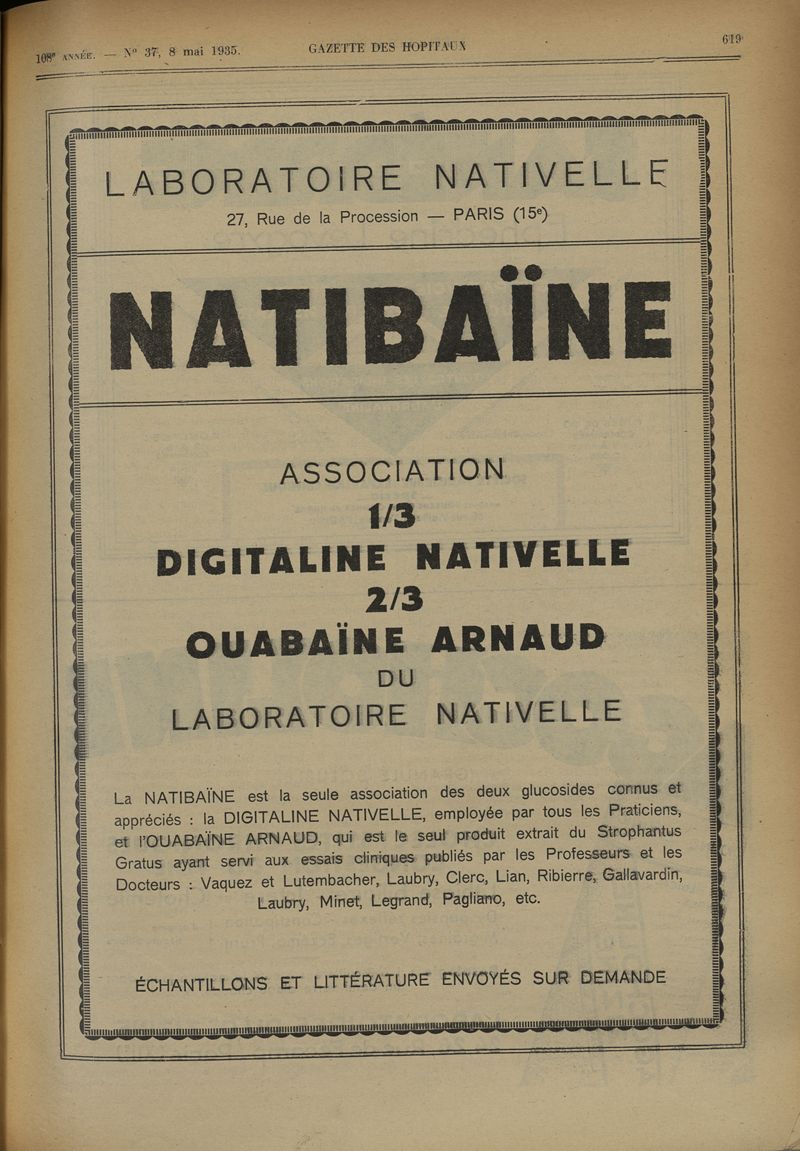 108e ANNÉE. — No 37, 8 mai 1935.
GAZETTE DES HOPITAUX
619
LABORATOIRE NATIVELLE
27, Rue de la Procession — PARIS (15e)
NATIBAÏNE
ASSOCIATION
1/3
DIGITALINE NATIVELLE
2/3
OUABAÏNE ARNAUD
DU
LABORATOIRE NATIVELLE
La NATIBAÏNE est la seule association des deux glucosides connus et
appréciés : la DIGITALINE NATIVELLE, employée par tous les Praticiens,
et l'OUABAÏNE ARNAUD, qui est le seul produit extrait du Strophantus
Gratus ayant servi aux essais cliniques publiés par les Professeurs et les
Docteurs : Vaquez et Lutembacher, Laubry, Clerc, Lian, Ribierre, Gallavardin,
Laubry, Minet, Legrand, Pagliano, etc.
ÉCHANTILLONS ET LITTÉRATURE ENVOYÉS SUR DEMANDE